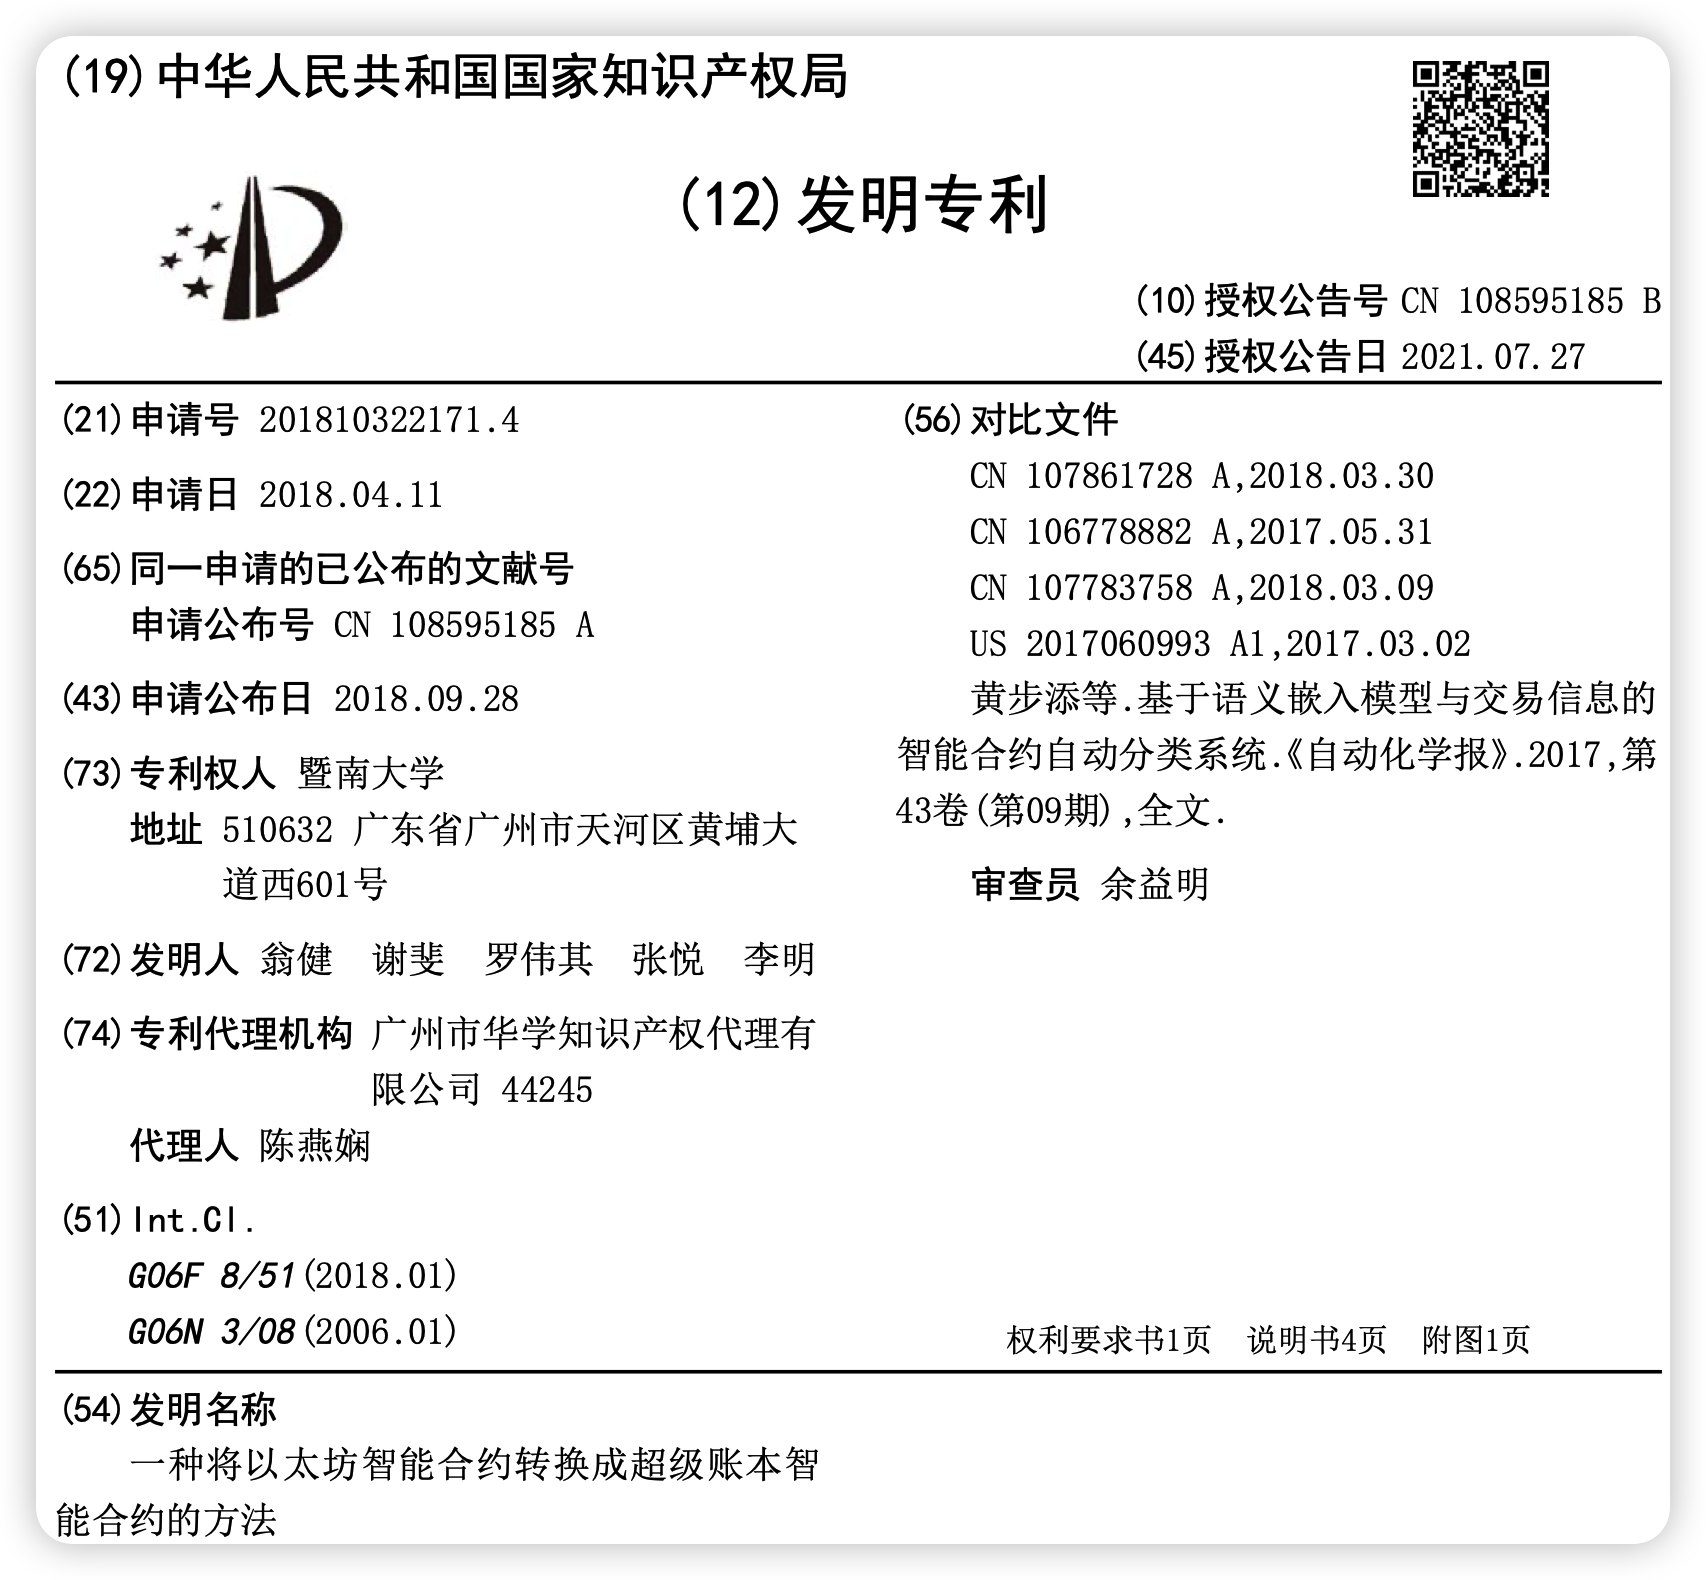 (19)中华人民共和国国家知识产权局
(12)发明专利
(10)授权公告号 CN 108595185 B
(45)授权公告日 2021.07.27
(21)申请号 201810322171.4
(22)申请日 2018.04.11
(65)同一申请的已公布的文献号
申请公布号 CN 108595185 A
(43)申请公布日 2018.09.28
(73)专利权人 暨南大学
地址 510632 广东省广州市天河区黄埔大
道西601号
(72)发明人 翁健 谢斐 罗伟其 张悦 李明
(74)专利代理机构 广州市华学知识产权代理有
限公司 44245
代理人 陈燕娴
(51)Int.Cl.
G06F 8/51(2018.01)
G06N 3/08(2006.01)
(56)对比文件
CN 107861728 A,2018.03.30
CN 106778882 A,2017.05.31
CN 107783758 A,2018.03.09
US 2017060993 A1,2017.03.02
黄步添等.基于语义嵌入模型与交易信息的
智能合约自动分类系统.《自动化学报》.2017,第
43卷(第09期),全文.
审查员 余益明
权利要求书1页 说明书4页 附图1页
(54)发明名称
一种将以太坊智能合约转换成超级账本智
能合约的方法